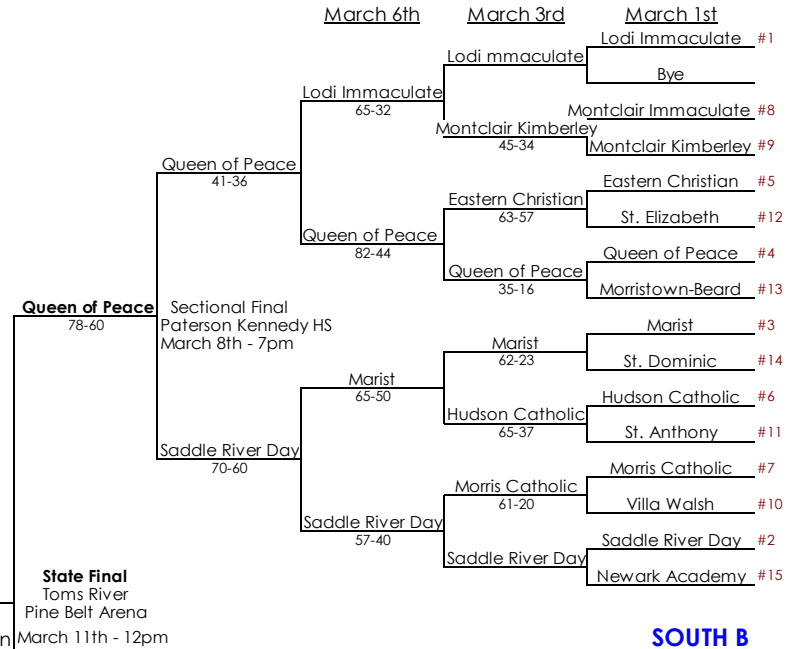 March 6th March 3rd March 1st
Lodi Immaculate #1
Lodi mmaculate
Bye
Lodi Immaculate
65-32
Montclair Immaculate #8
Montclair Kimberley
45-34
Montclair Kimberley #9
Queen of Peace
41-36
Eastern Christian #5
Eastern Christian
63-57
St. Elizabeth #12
Queen of Peace
82-44
Queen of Peace #4
Queen of Peace
35-16
Morristown-Beard #13
Queen of Peace
78-60
Sectional Final
Paterson Kennedy HS
March 8th - 7pm
Marist #3
Marist
62-23
St. Dominic #14
Marist
65-50
Hudson Catholic #6
Hudson Catholic
65-37
St. Anthony #11
Saddle River Day
70-60
Morris Catholic #7
Morris Catholic
61-20
Villa Walsh #10
Saddle River Day
57-40
Saddle River Day #2
Saddle River Day
Newark Academy #15
State Final
Toms River
Pine Belt Arena
n March 11th - 12pm
SOUTH B